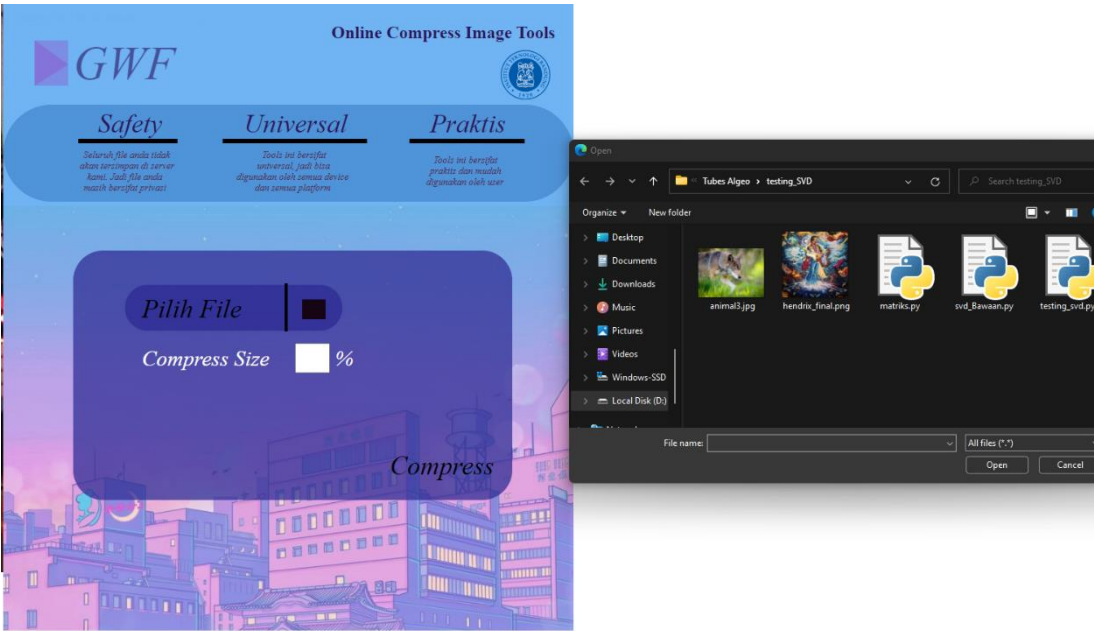 Online Compress Image Tools
GWF
Safety
Seluruh file anda tidak
akan tersimpan di server
kami. Jadi file anda
masih bersifat privasi
Universal
Tools ini bersifat
universal, jadi bisa
digunakan oleh semua device
dan semua platform
Praktis
Tools ini bersifat
praktis dan mudah
digunakan oleh user
Pilih File
Compress Size %
Compress
Open
Tubes Algeo › testing_SVD
Search testing_SVD
Organize New folder
Desktop
Documents
Downloads
Music
Pictures
Videos
Windows-SSD
Local Disk (D:)
animal3.jpg
hendrix_final.png
matriks.py
svd_Bawaan.py
testing_svd.py
File name:
All files (*.*)
Open Cancel